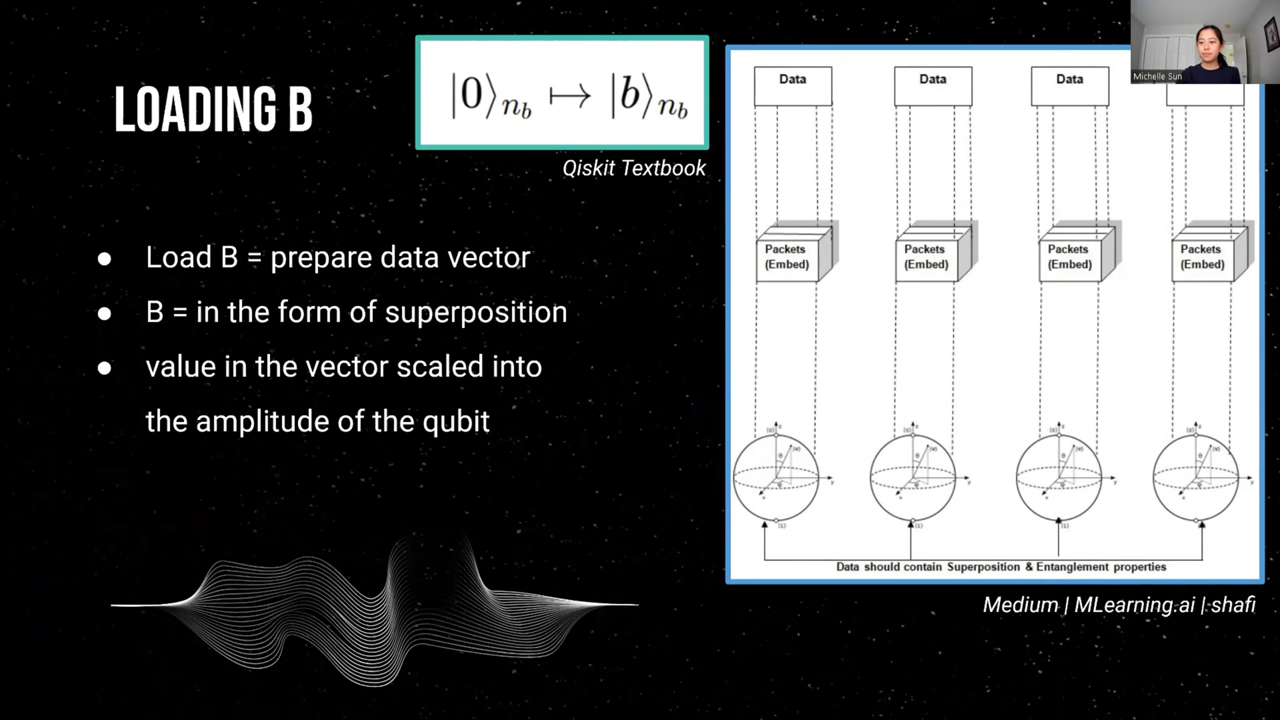 LOADING B
|0⟩n_b ↦ |b⟩n_b
Qiskit Textbook
● Load B = prepare data vector
● B = in the form of superposition
● value in the vector scaled into
the amplitude of the qubit
Michelle Sun
Data Data Data
Packets Packets Packets Packets
(Embed) (Embed) (Embed) (Embed)
Data should contain Superposition & Entanglement properties
Medium | MLearning.ai | shafi